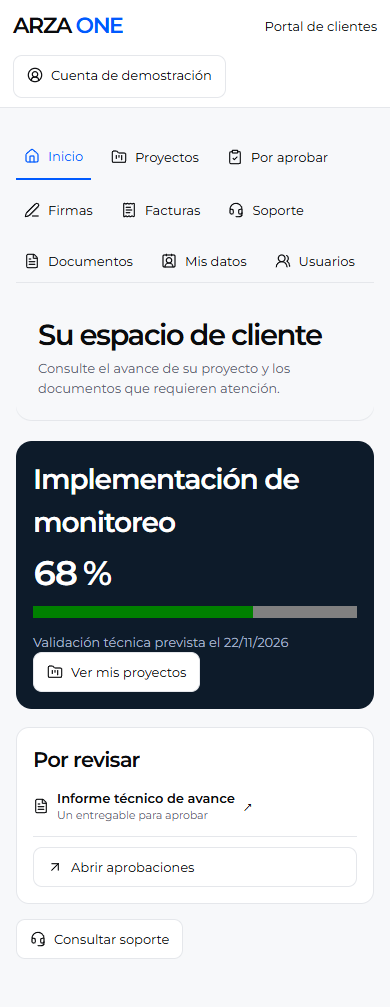 ARZA ONE
Portal de clientes
Cuenta de demostración
Inicio
Proyectos
Por aprobar
Firmas
Facturas
Soporte
Documentos
Mis datos
Usuarios
Su espacio de cliente
Consulte el avance de su proyecto y los
documentos que requieren atención.
Implementación de
monitoreo
68 %
Validación técnica prevista el 22/11/2026
Ver mis proyectos
Por revisar
Informe técnico de avance
Un entregable para aprobar
Abrir aprobaciones
Consultar soporte